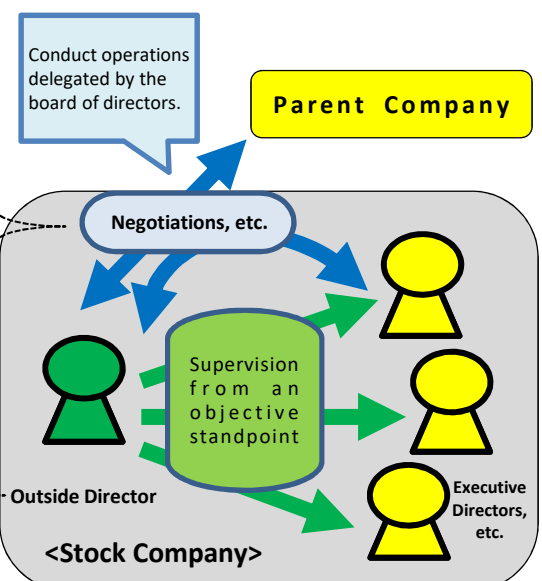 Conduct operations
delegated by the
board of directors.
Parent Company
Negotiations, etc.
Supervision
from an
objective
standpoint
Outside Director
Executive
Directors,
etc.
<Stock Company>